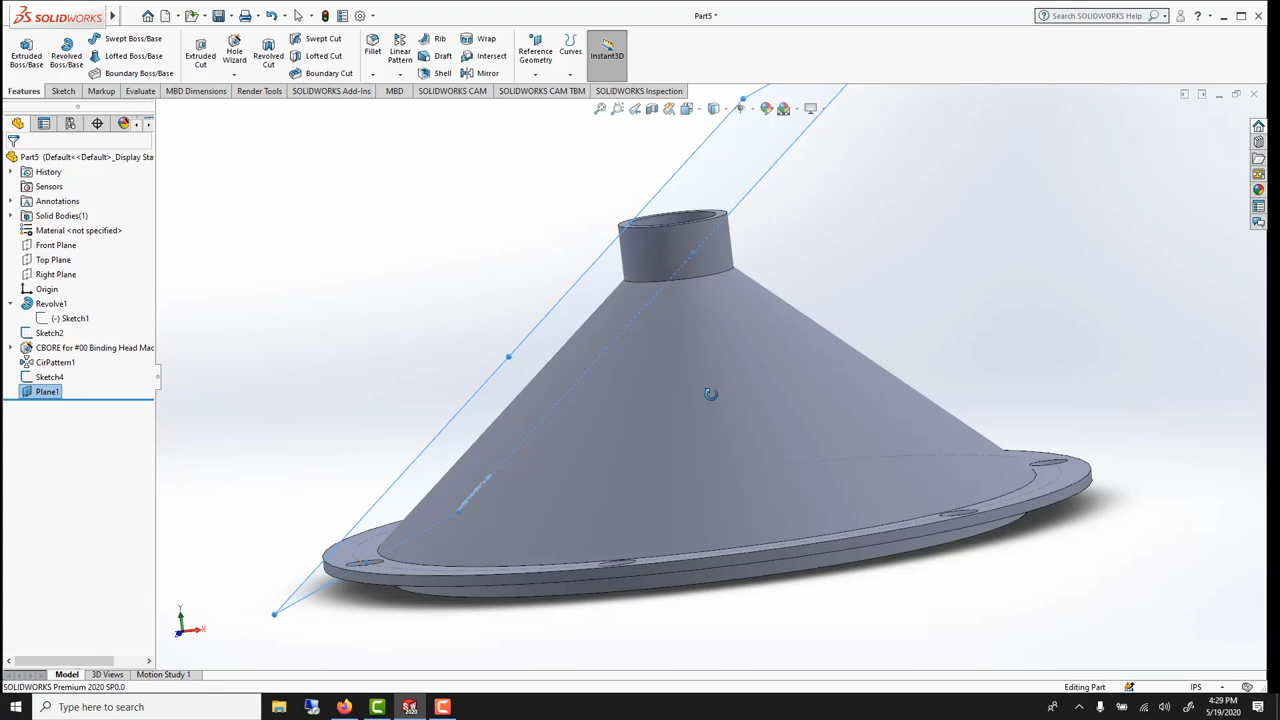 SOLIDWORKS
Part5 *
Search SOLIDWORKS Help
?
Extruded Boss/Base
Revolved Boss/Base
Swept Boss/Base
Lofted Boss/Base
Boundary Boss/Base
Extruded Cut
Hole Wizard
Revolved Cut
Swept Cut
Lofted Cut
Boundary Cut
Fillet
Linear Pattern
Rib
Draft
Shell
Wrap
Intersect
Mirror
Reference Geometry
Curves
Instant3D
Features
Sketch
Markup
Evaluate
MBD Dimensions
Render Tools
SOLIDWORKS Add-Ins
MBD
SOLIDWORKS CAM
SOLIDWORKS CAM TBM
SOLIDWORKS Inspection
Part5 (Default<<Default>_Display Sta
History
Sensors
Annotations
Solid Bodies(1)
Material <not specified>
Front Plane
Top Plane
Right Plane
Origin
Revolve1
(-) Sketch1
Sketch2
CBORE for #00 Binding Head Mac
CirPattern1
Sketch4
Plane1
Y
X
Z
Model
3D Views
Motion Study 1
SOLIDWORKS Premium 2020 SP0.0
Editing Part
IPS
Type here to search
SW 2020
4:29 PM
5/19/2020